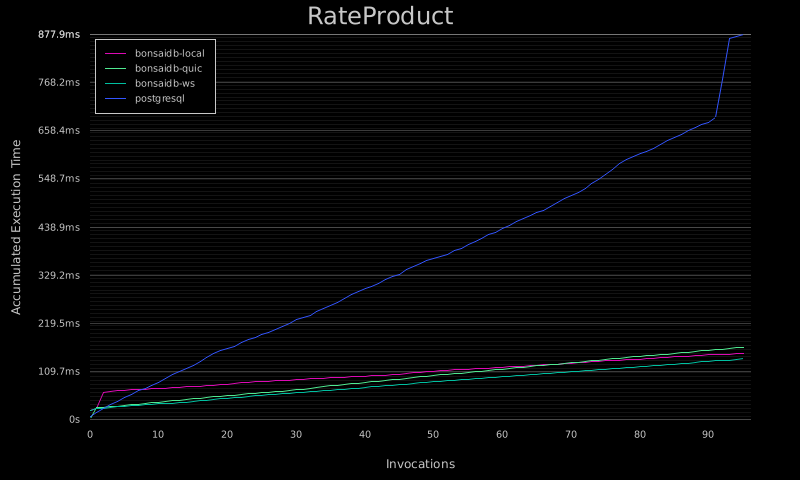 RateProduct
877.9ms
768.2ms
658.4ms
548.7ms
438.9ms
329.2ms
219.5ms
109.7ms
0s
Accumulated Execution Time
bonsaidb-local
bonsaidb-quic
bonsaidb-ws
postgresql
0 10 20 30 40 50 60 70 80 90
Invocations